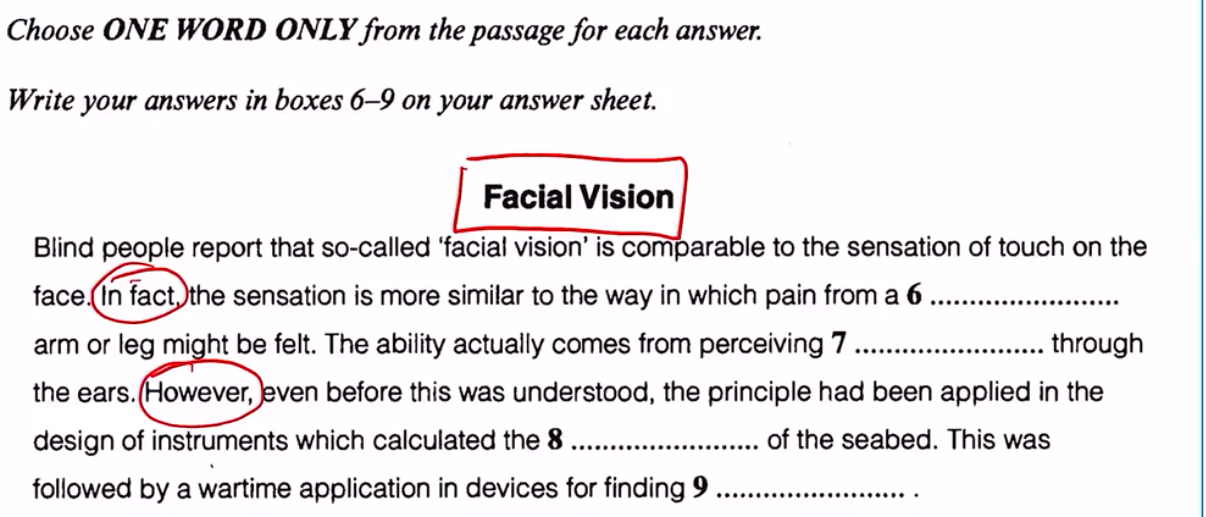 Choose ONE WORD ONLY from the passage for each answer.
Write your answers in boxes 6–9 on your answer sheet.
Facial Vision
Blind people report that so-called ‘facial vision’ is comparable to the sensation of touch on the
face. In fact, the sensation is more similar to the way in which pain from a 6 ........................
arm or leg might be felt. The ability actually comes from perceiving 7 ........................ through
the ears. However, even before this was understood, the principle had been applied in the
design of instruments which calculated the 8 ........................ of the seabed. This was
followed by a wartime application in devices for finding 9 ........................ .